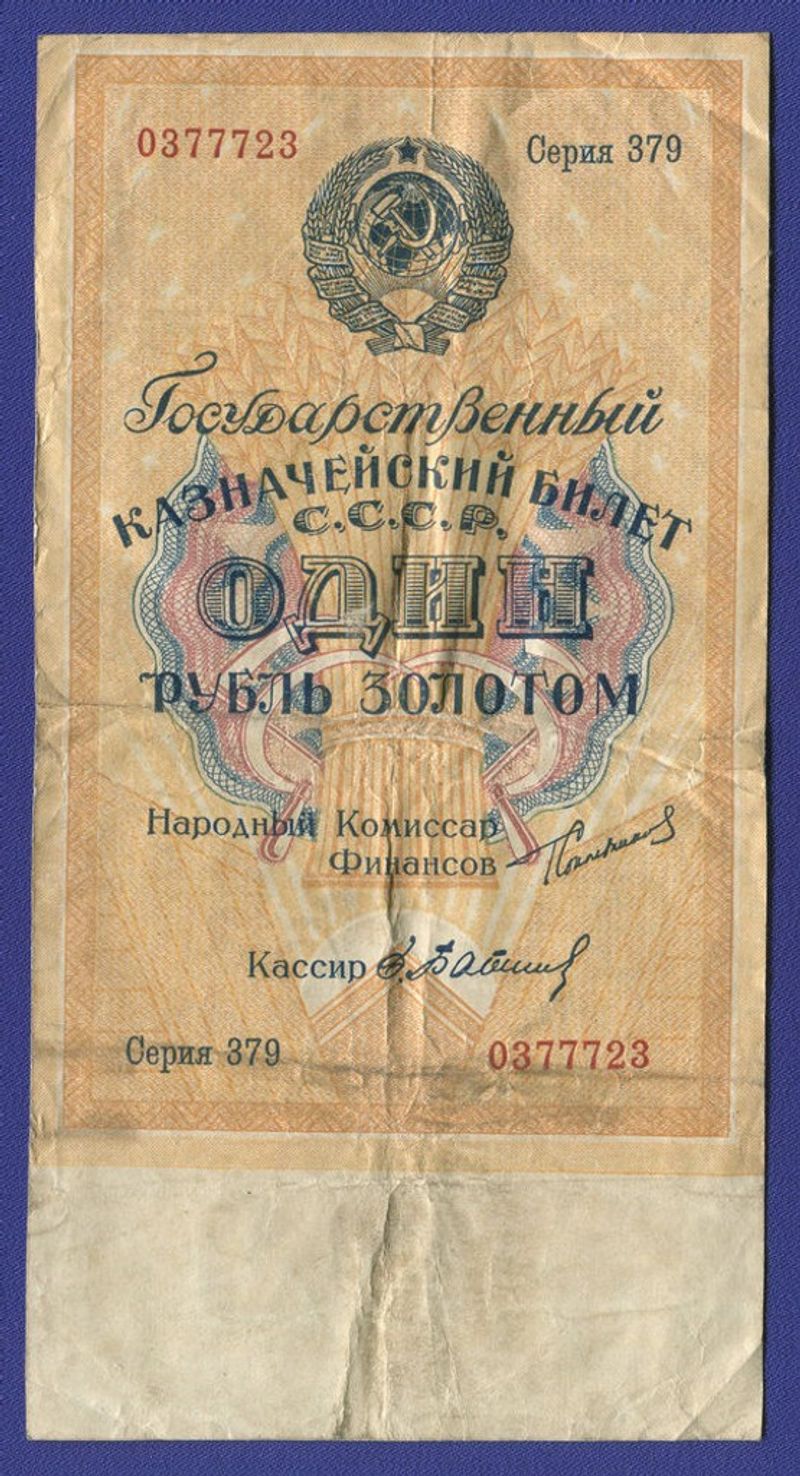 0377723 Серия 379
Государственный
КАЗНАЧЕЙСКИЙ БИЛЕТ
С.С.С.Р.
ОДИН
РУБЛЬ ЗОЛОТОМ
Народный Комиссар
Финансов
Кассир
Серия 379 0377723